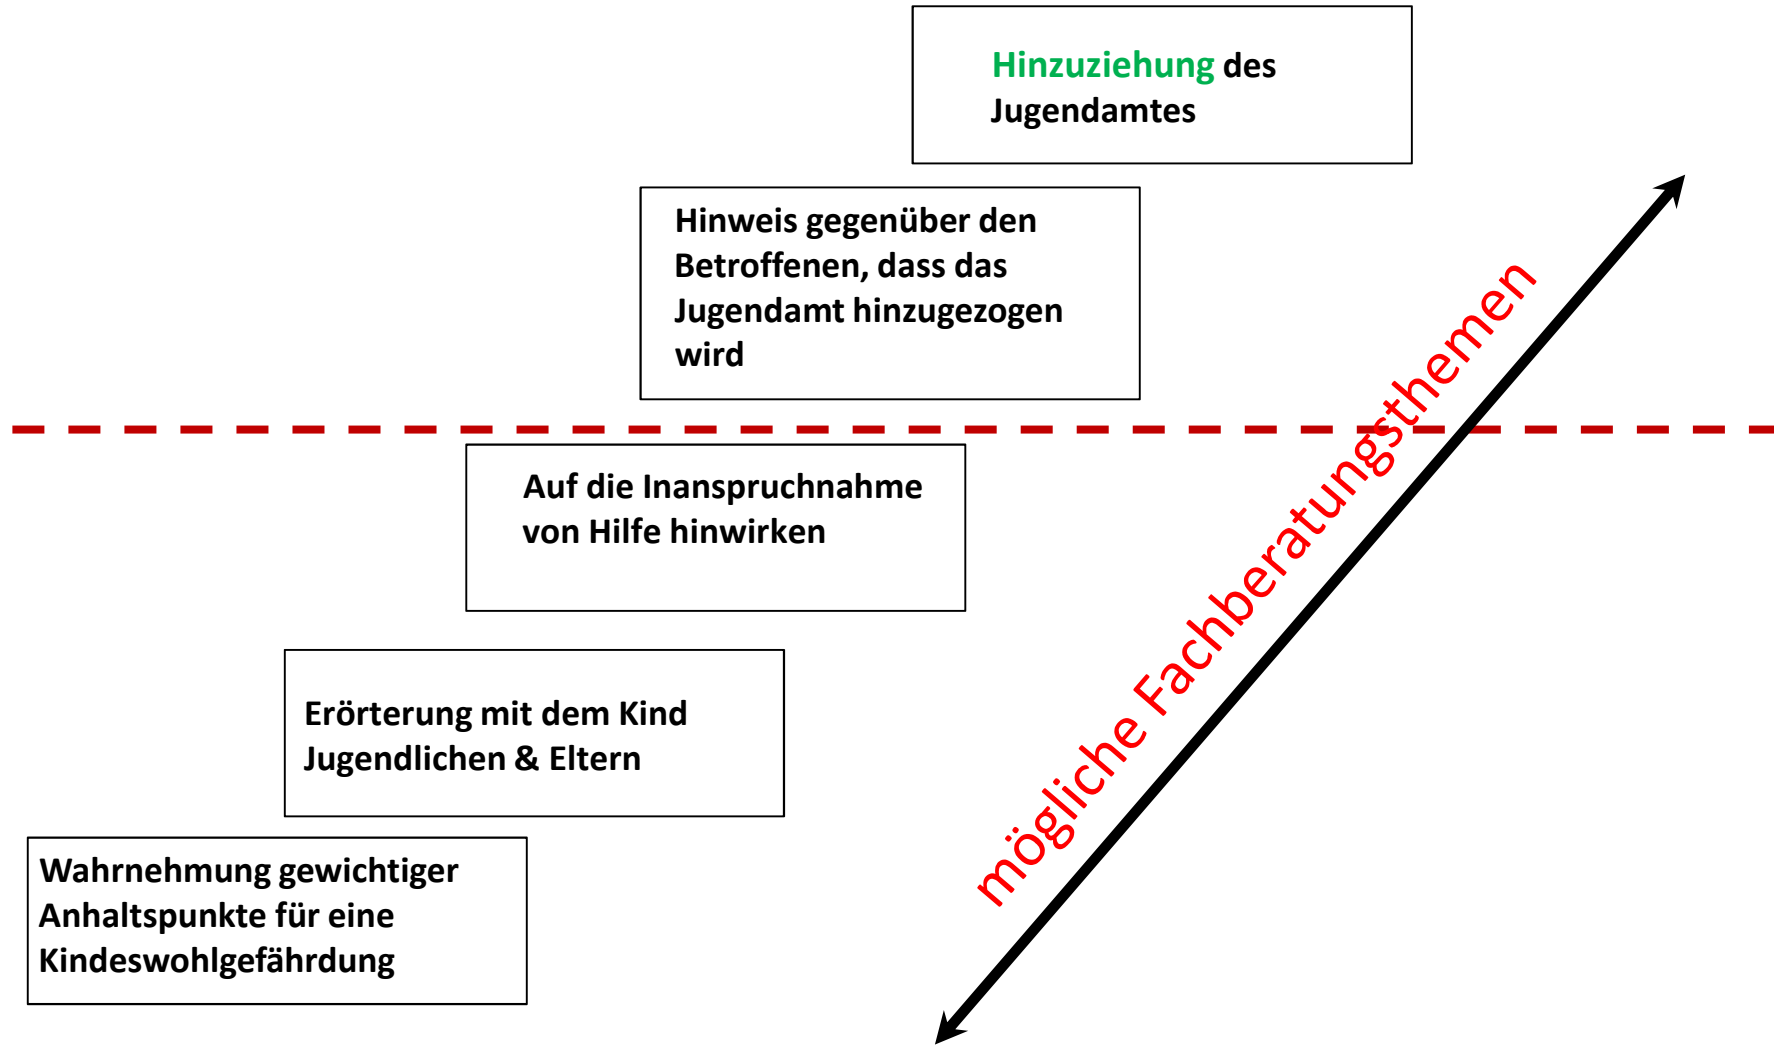 Hinzuziehung des
Jugendamtes
Hinweis gegenüber den
Betroffenen, dass das
Jugendamt hinzugezogen
wird
Auf die Inanspruchnahme
von Hilfe hinwirken
Erörterung mit dem Kind
Jugendlichen & Eltern
Wahrnehmung gewichtiger
Anhaltspunkte für eine
Kindeswohlgefährdung
mögliche Fachberatungsthemen